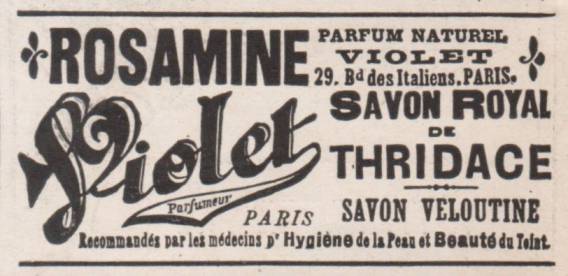 ROSAMINE PARFUM NATUREL
VIOLET
29. Bd des Italiens. PARIS.
Violet
Parfumeur
PARIS
SAVON ROYAL
DE
THRIDACE
SAVON VELOUTINE
Recommandés par les médecins pr Hygiène de la Peau et Beauté du Teint.